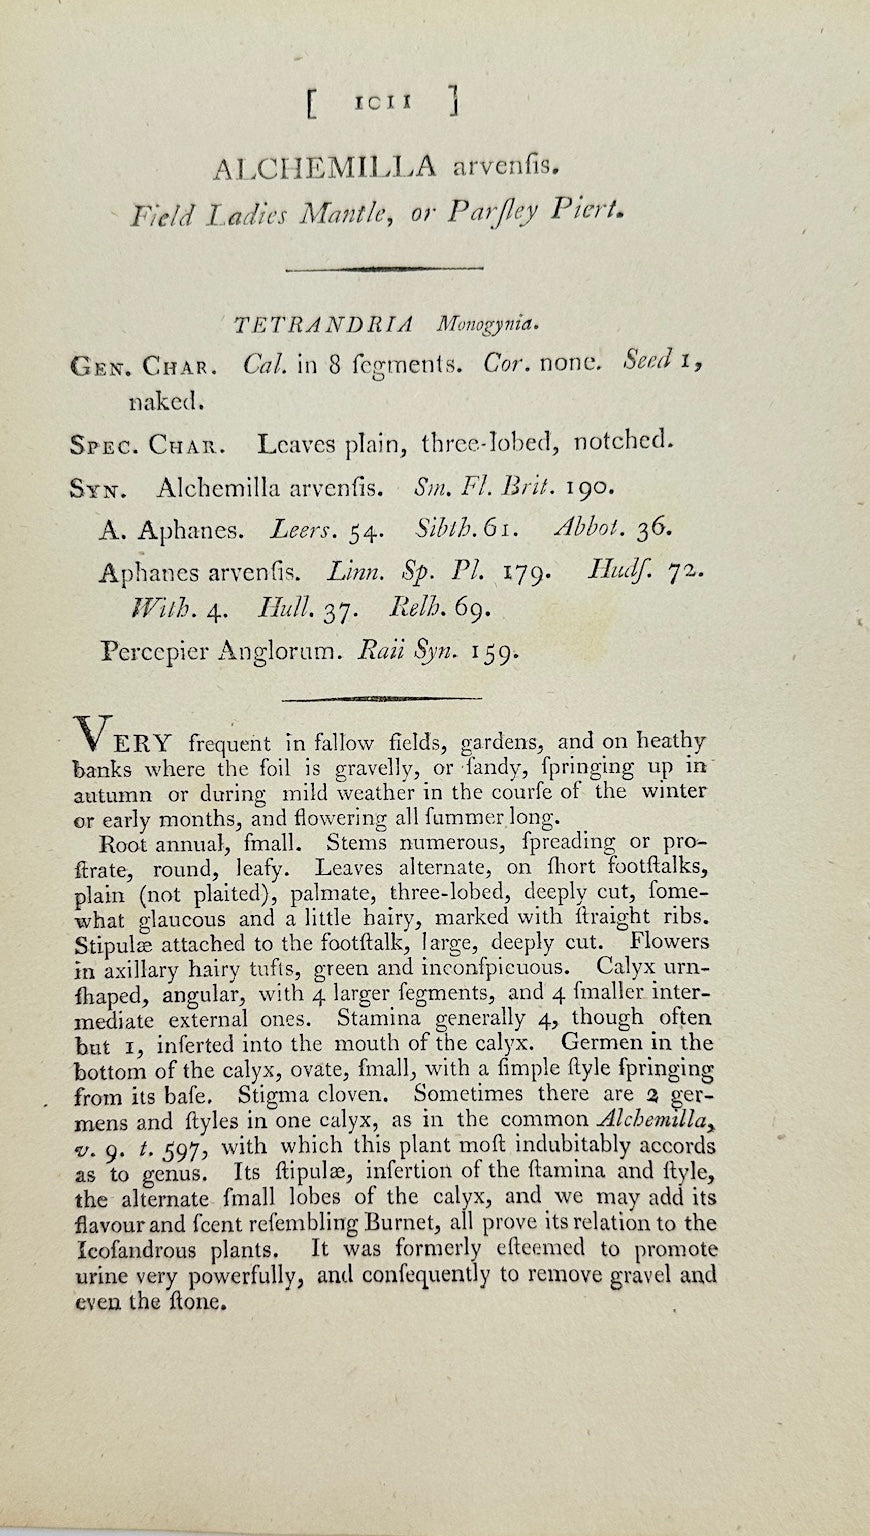 [ 1011 ]
ALCHEMILLA arvenſis.
Field Ladies Mantle, or Parſley Piert.
TETRANDRIA Monogynia.
GEN. CHAR. Cal. in 8 ſegments. Cor. none. Seed 1,
naked.
SPEC. CHAR. Leaves plain, three-lobed, notched.
SYN. Alchemilla arvenſis. Sm. Fl. Brit. 190.
A. Aphanes. Leers. 54. Sibth. 61. Abbot. 36.
Aphanes arvenſis. Linn. Sp. Pl. 179. Hudſ. 72.
With. 4. Hull. 37. Relh. 69.
Percepier Anglorum. Raii Syn. 159.
VERY frequent in fallow fields, gardens, and on heathy
banks where the ſoil is gravelly, or ſandy, ſpringing up in
autumn or during mild weather in the courſe of the winter
or early months, and flowering all ſummer long.
Root annual, ſmall. Stems numerous, ſpreading or pro-
ſtrate, round, leafy. Leaves alternate, on ſhort footſtalks,
plain (not plaited), palmate, three-lobed, deeply cut, ſome-
what glaucous and a little hairy, marked with ſtraight ribs.
Stipulæ attached to the footſtalk, large, deeply cut. Flowers
in axillary hairy tufts, green and inconſpicuous. Calyx urn-
ſhaped, angular, with 4 larger ſegments, and 4 ſmaller inter-
mediate external ones. Stamina generally 4, though often
but 1, inſerted into the mouth of the calyx. Germen in the
bottom of the calyx, ovate, ſmall, with a ſimple ſtyle ſpringing
from its baſe. Stigma cloven. Sometimes there are 2 ger-
mens and ſtyles in one calyx, as in the common Alchemilla,
v. 9. t. 597, with which this plant moſt indubitably accords
as to genus. Its ſtipulæ, inſertion of the ſtamina and ſtyle,
the alternate ſmall lobes of the calyx, and we may add its
flavour and ſcent reſembling Burnet, all prove its relation to the
Icoſandrous plants. It was formerly eſteemed to promote
urine very powerfully, and conſequently to remove gravel and
even the ſtone.